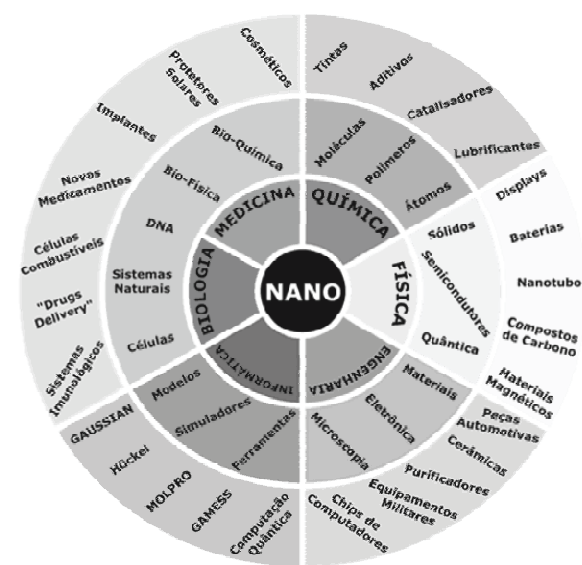 NANO
QUÍMICA
FÍSICA
ENGENHARIA
INFORMÁTICA
BIOLOGIA
MEDICINA
Moléculas
Polímeros
Átomos
Sólidos
Semicondutores
Quântica
Materiais
Eletrônica
Microscopia
Ferramentas
Simuladores
Modelos
Células
Sistemas
Naturais
DNA
Bio-Física
Bio-Química
Tintas
Aditivos
Catalisadores
Lubrificantes
Displays
Baterias
Nanotubo
Compostos
de Carbono
Materiais
Magnéticos
Peças
Automotivas
Cerâmicas
Purificadores
Equipamentos
Militares
Chips de
Computadores
Computação
Quântica
GAMESS
MOLPRO
Hückel
GAUSSIAN
Sistemas
Imunológicos
"Drugs
Delivery"
Células
Combustíveis
Novos
Medicamentos
Implantes
Protetores
Solares
Cosméticos